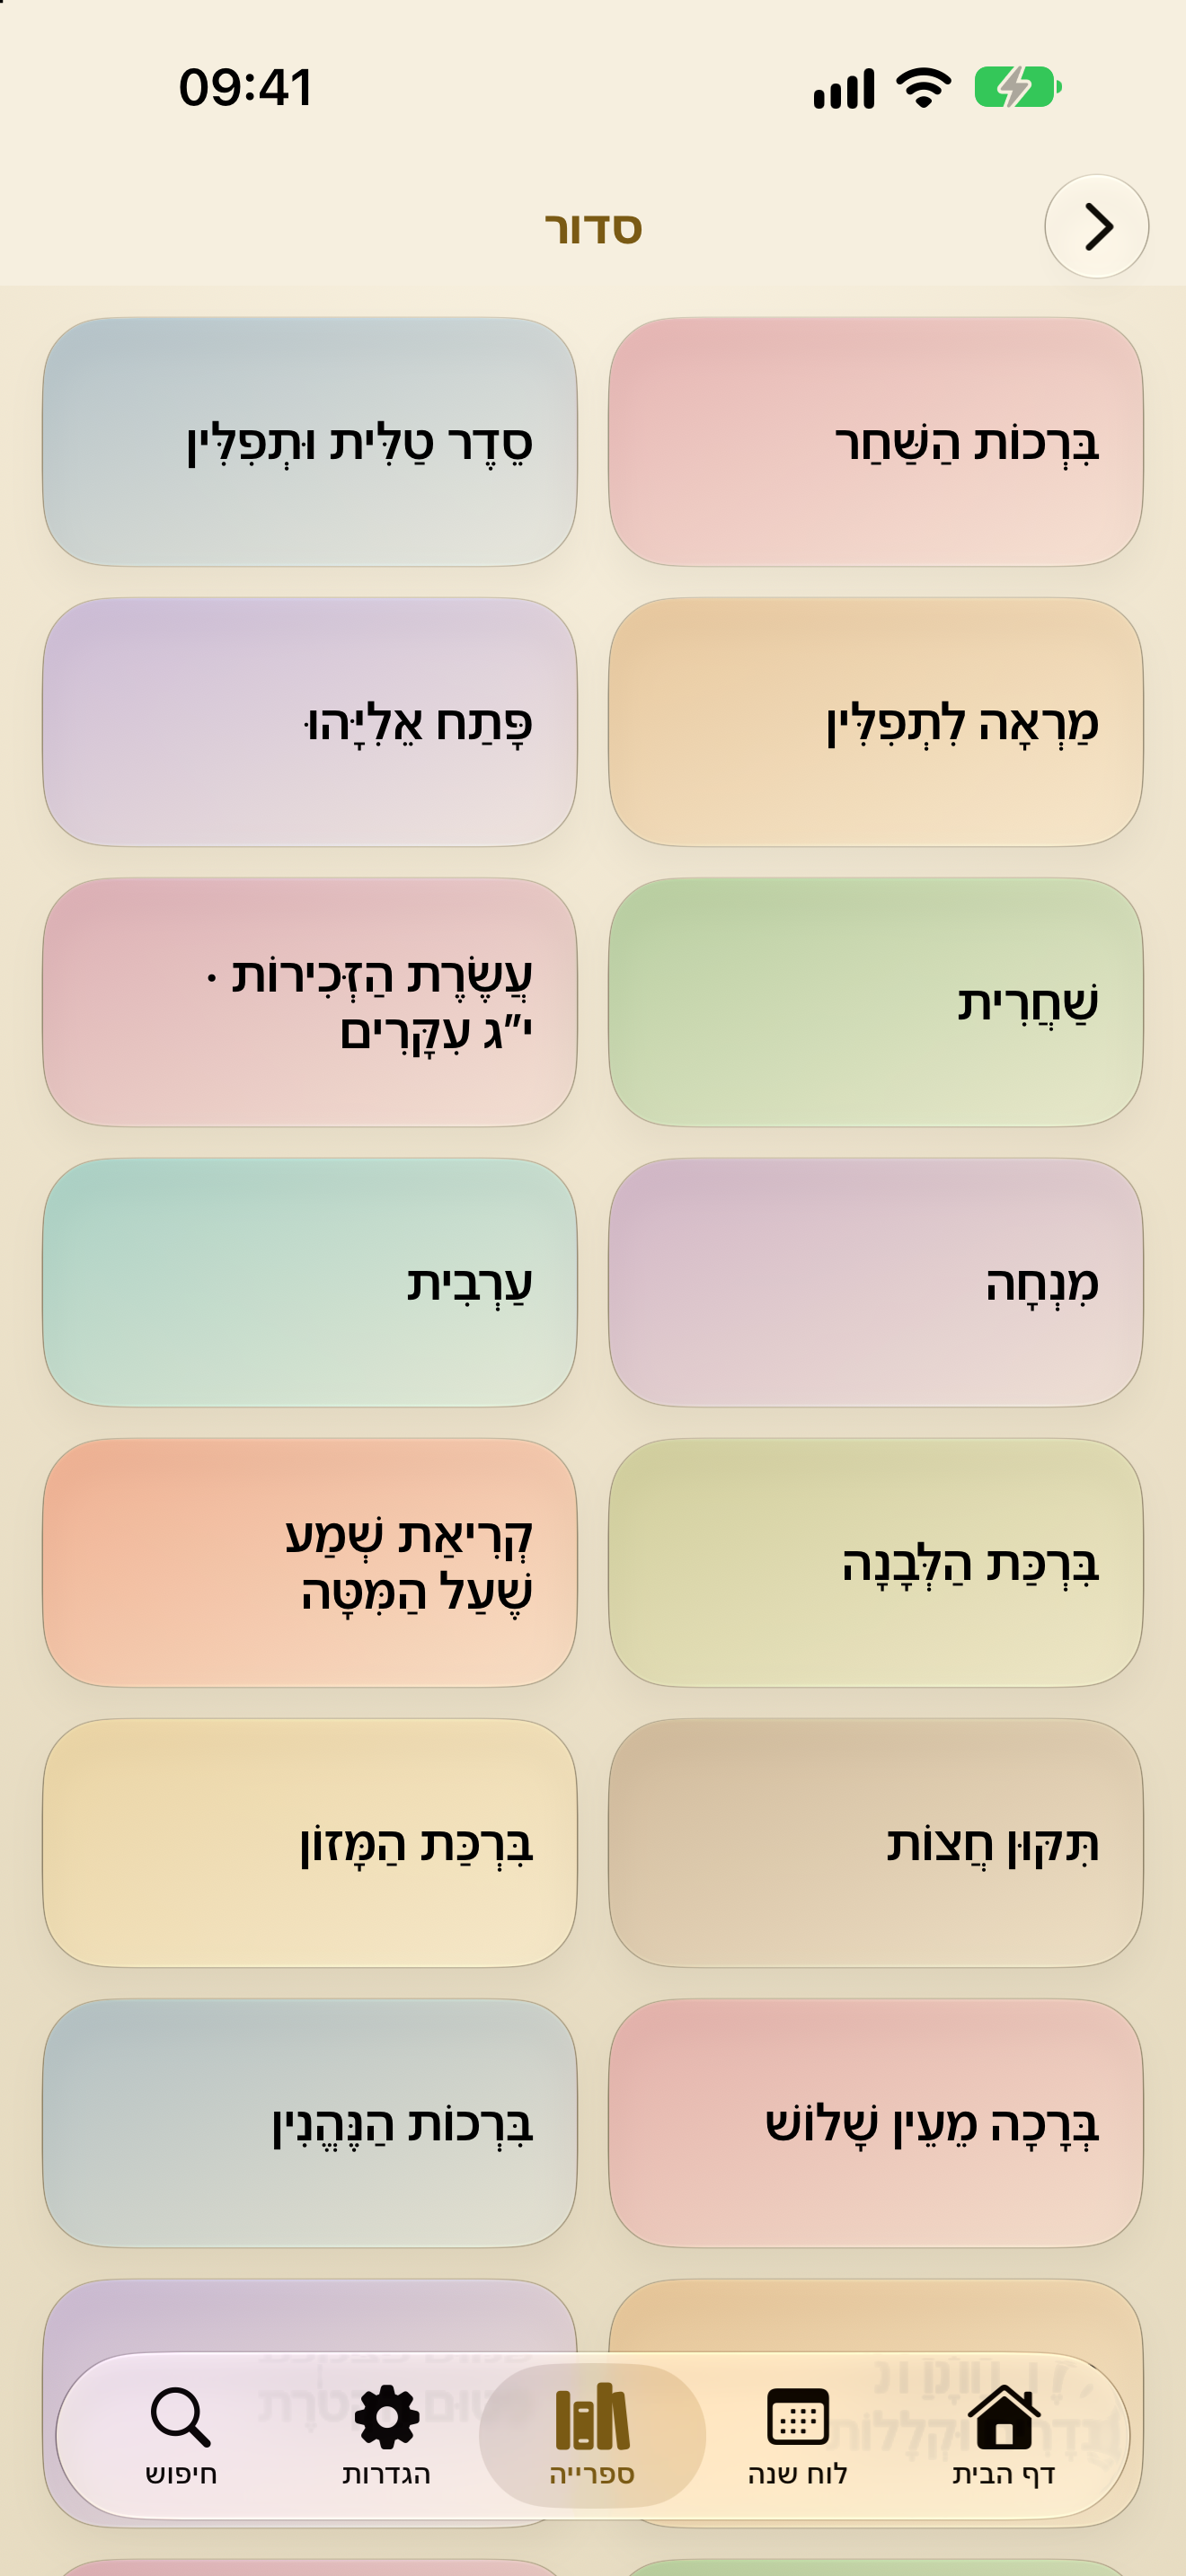 09:41
סדור
בִּרְכוֹת הַשַּׁחַר
סֵדֶר טַלִּית וּתְפִלִּין
מַרְאָה לִתְפִלִּין
פָּתַח אֵלִיָּהוּ
שַׁחֲרִית
עֲשֶׂרֶת הַזְּכִירוֹת ·
י״ג עִקָּרִים
מִנְחָה
עַרְבִית
בִּרְכַּת הַלְּבָנָה
קְרִיאַת שְׁמַע
שֶׁעַל הַמִּטָּה
תִּקּוּן חֲצוֹת
בִּרְכַּת הַמָּזוֹן
בְּרָכָה מֵעֵין שָׁלוֹשׁ
בִּרְכוֹת הַנֶּהֱנִין
דף הבית
לוח שנה
ספרייה
הגדרות
חיפוש